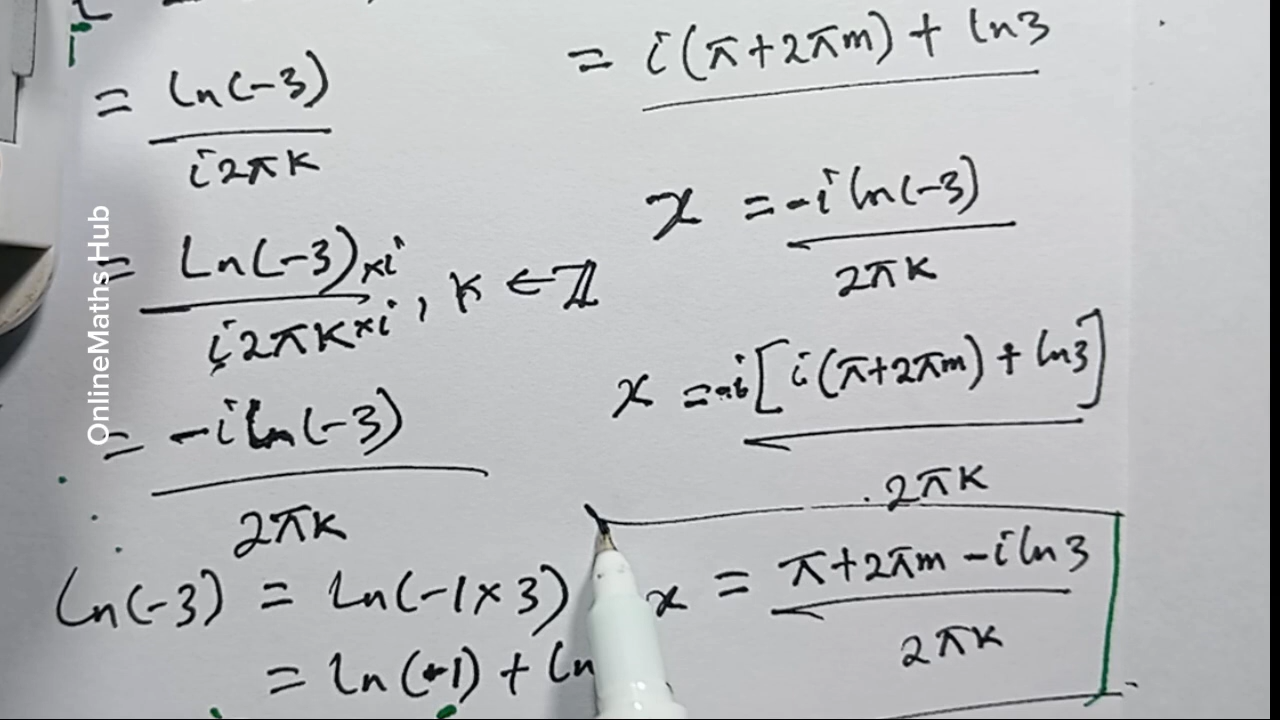 = ln(-3)
i2πk
= Ln(-3)×i
i2πk×i , k ∈ ℤ
= -i ln(-3)
2πk
ln(-3) = ln(-1×3)
= ln(-1) + ln
= i(π+2πm) + ln3
x = -i ln(-3)
2πk
x = -i[i(π+2πm) + ln3]
2πk
x = π+2πm - i ln3
2πk
OnlineMaths Hub